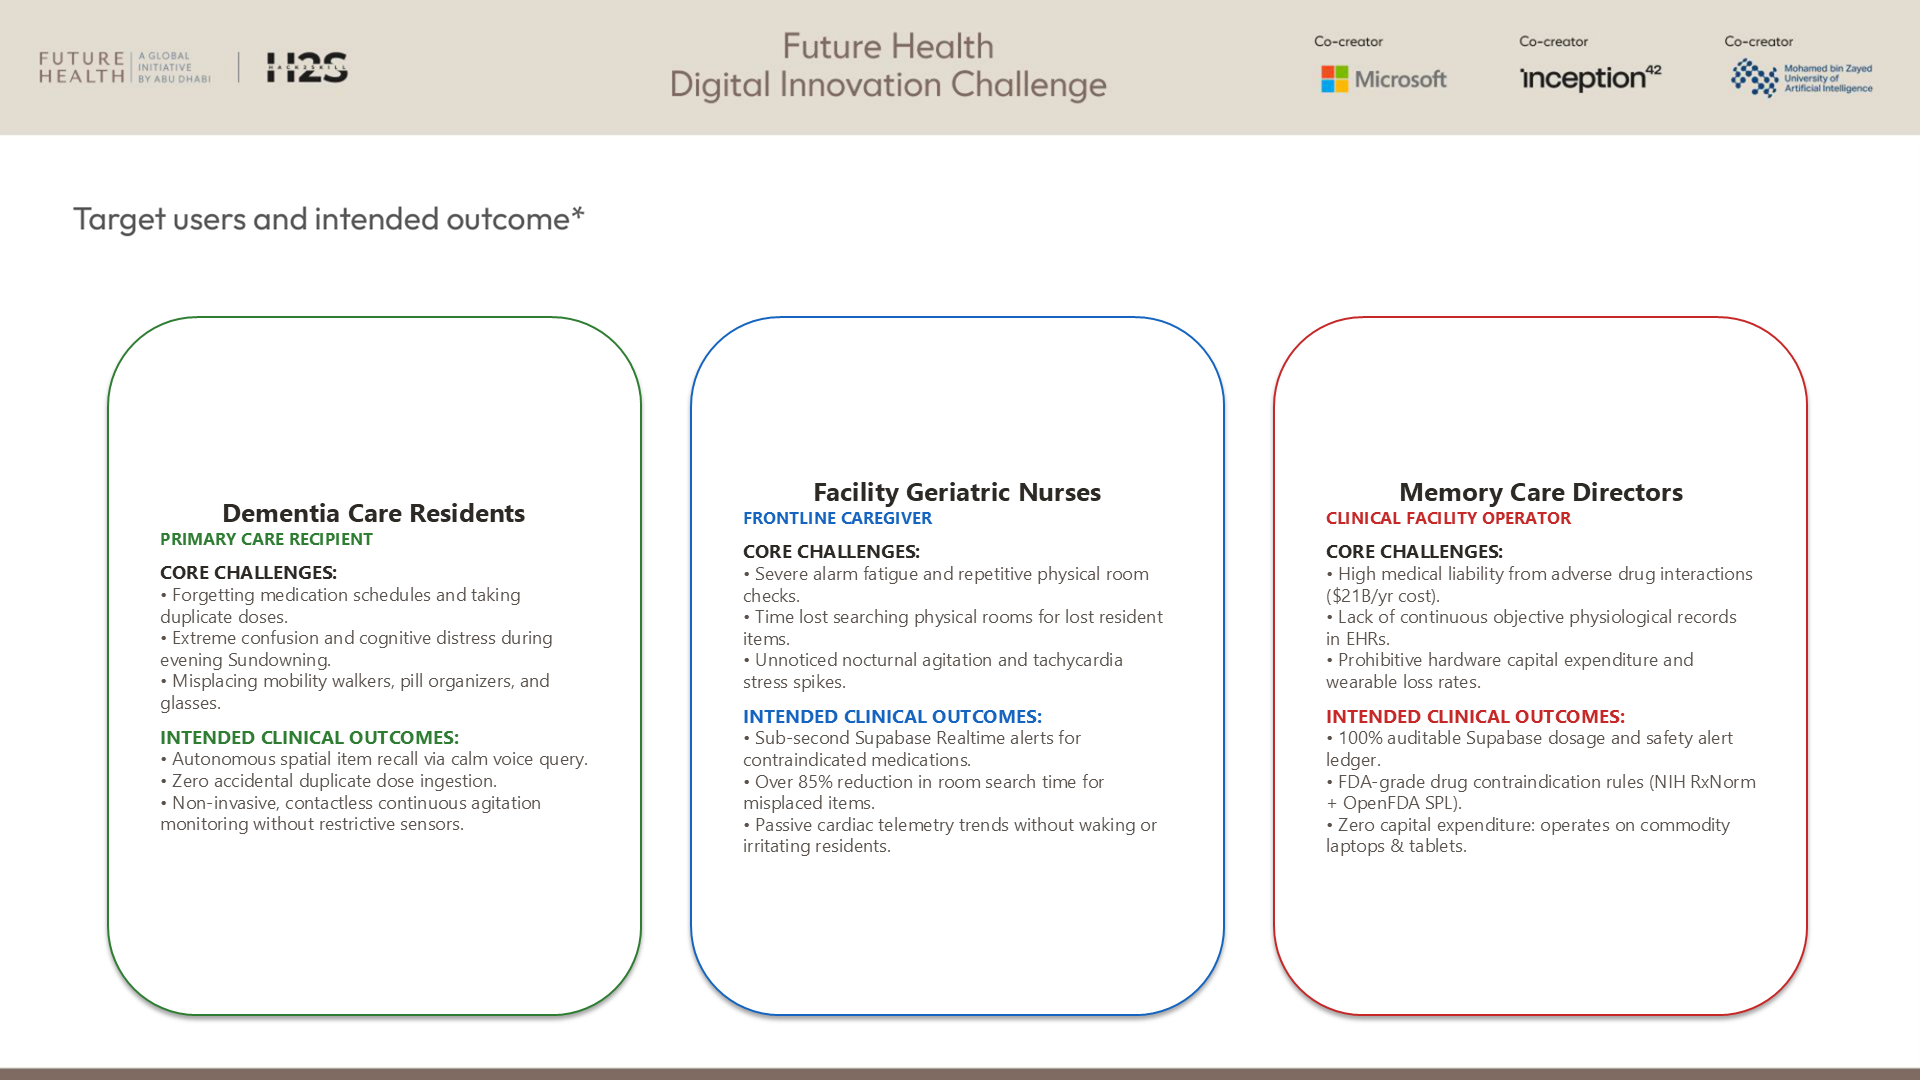 FUTURE HEALTH
A GLOBAL INITIATIVE BY ABU DHABI
H2S
HACK2SKILL
Future Health
Digital Innovation Challenge
Co-creator
Microsoft
Co-creator
inception42
Co-creator
Mohamed bin Zayed
University of
Artificial Intelligence
Target users and intended outcome*
Dementia Care Residents
PRIMARY CARE RECIPIENT
CORE CHALLENGES:
• Forgetting medication schedules and taking
duplicate doses.
• Extreme confusion and cognitive distress during
evening Sundowning.
• Misplacing mobility walkers, pill organizers, and
glasses.
INTENDED CLINICAL OUTCOMES:
• Autonomous spatial item recall via calm voice query.
• Zero accidental duplicate dose ingestion.
• Non-invasive, contactless continuous agitation
monitoring without restrictive sensors.
Facility Geriatric Nurses
FRONTLINE CAREGIVER
CORE CHALLENGES:
• Severe alarm fatigue and repetitive physical room
checks.
• Time lost searching physical rooms for lost resident
items.
• Unnoticed nocturnal agitation and tachycardia
stress spikes.
INTENDED CLINICAL OUTCOMES:
• Sub-second Supabase Realtime alerts for
contraindicated medications.
• Over 85% reduction in room search time for
misplaced items.
• Passive cardiac telemetry trends without waking or
irritating residents.
Memory Care Directors
CLINICAL FACILITY OPERATOR
CORE CHALLENGES:
• High medical liability from adverse drug interactions
($21B/yr cost).
• Lack of continuous objective physiological records
in EHRs.
• Prohibitive hardware capital expenditure and
wearable loss rates.
INTENDED CLINICAL OUTCOMES:
• 100% auditable Supabase dosage and safety alert
ledger.
• FDA-grade drug contraindication rules (NIH RxNorm
+ OpenFDA SPL).
• Zero capital expenditure: operates on commodity
laptops & tablets.